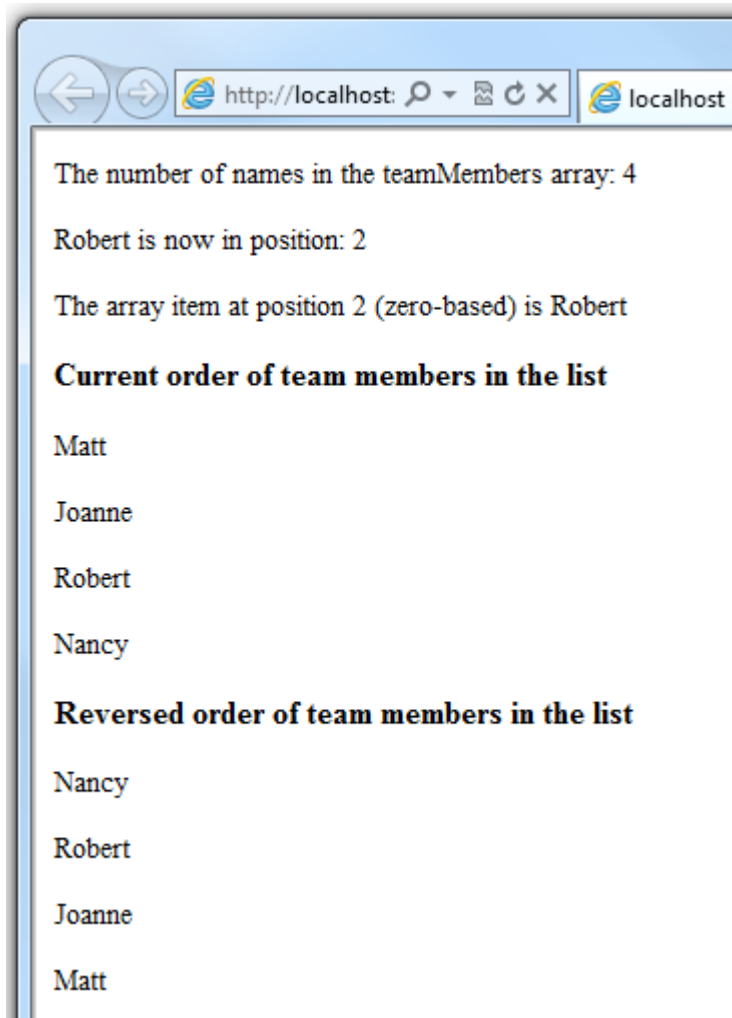 http://localhost:
localhost
The number of names in the teamMembers array: 4
Robert is now in position: 2
The array item at position 2 (zero-based) is Robert
Current order of team members in the list
Matt
Joanne
Robert
Nancy
Reversed order of team members in the list
Nancy
Robert
Joanne
Matt